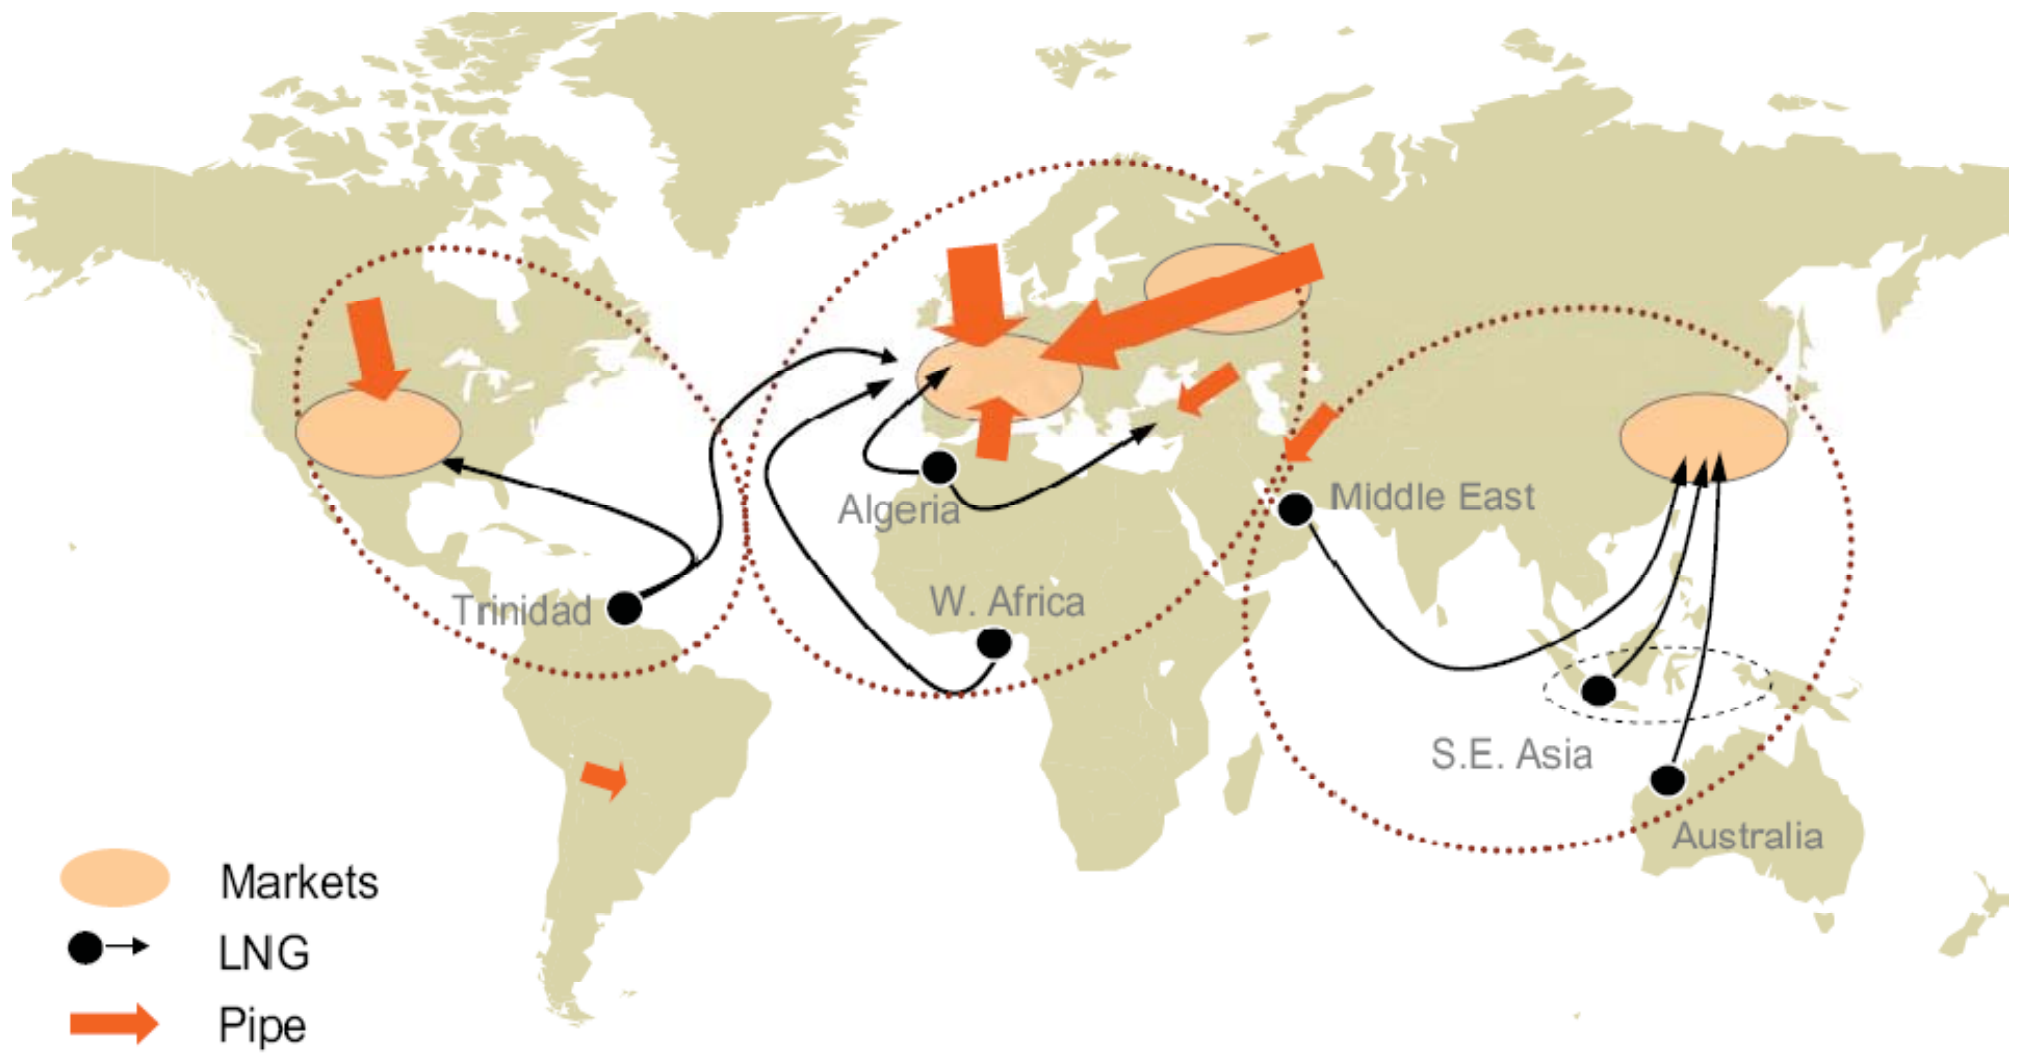 Middle East
Algeria
W. Africa
Trinidad
S.E. Asia
Australia
Markets
LNG
Pipe